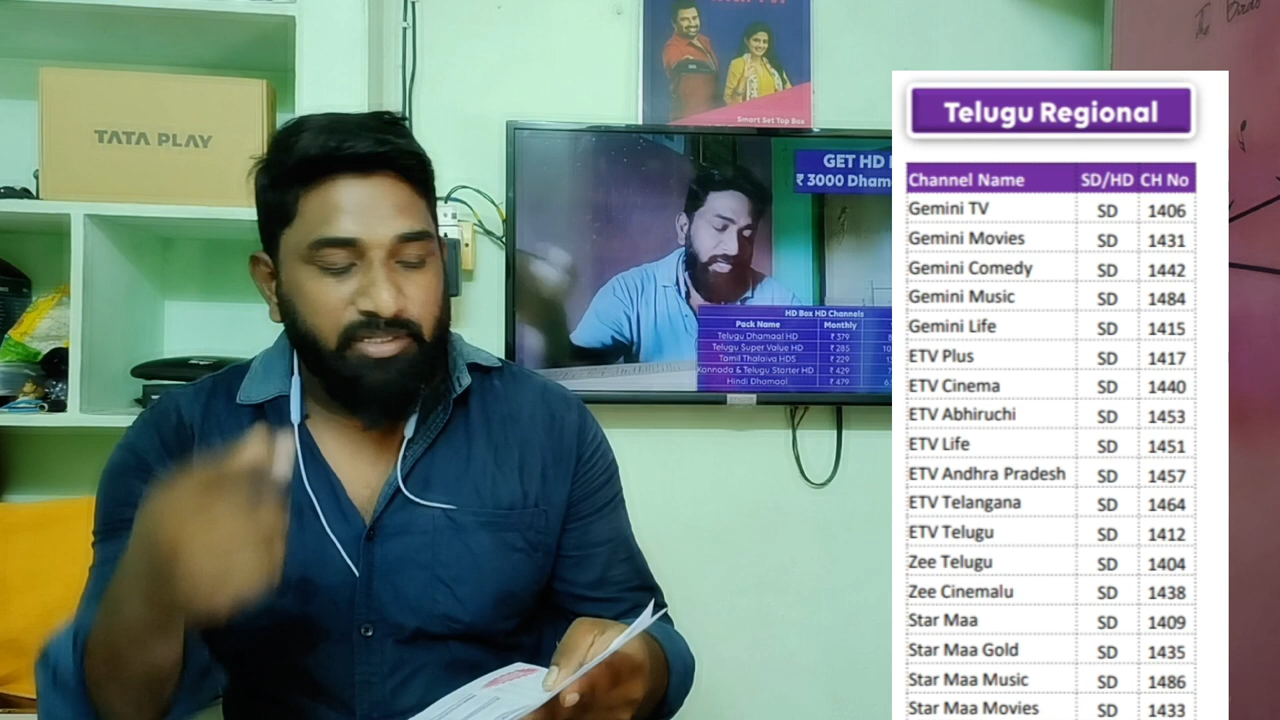 TATA PLAY
Smart Set Top Box
GET HD
₹ 3000 Dhama
HD Box HD Channels
Pack Name Monthly
Telugu Dhamaal HD ₹ 379
Telugu Super Value HD ₹ 285
Tamil Thalaiva HDS ₹ 229
Kannada & Telugu Starter HD ₹ 429
Hindi Dhamaal ₹ 479
Telugu Regional
Channel Name SD/HD CH No
Gemini TV SD 1406
Gemini Movies SD 1431
Gemini Comedy SD 1442
Gemini Music SD 1484
Gemini Life SD 1415
ETV Plus SD 1417
ETV Cinema SD 1440
ETV Abhiruchi SD 1453
ETV Life SD 1451
ETV Andhra Pradesh SD 1457
ETV Telangana SD 1464
ETV Telugu SD 1412
Zee Telugu SD 1404
Zee Cinemalu SD 1438
Star Maa SD 1409
Star Maa Gold SD 1435
Star Maa Music SD 1486
Star Maa Movies SD 1433